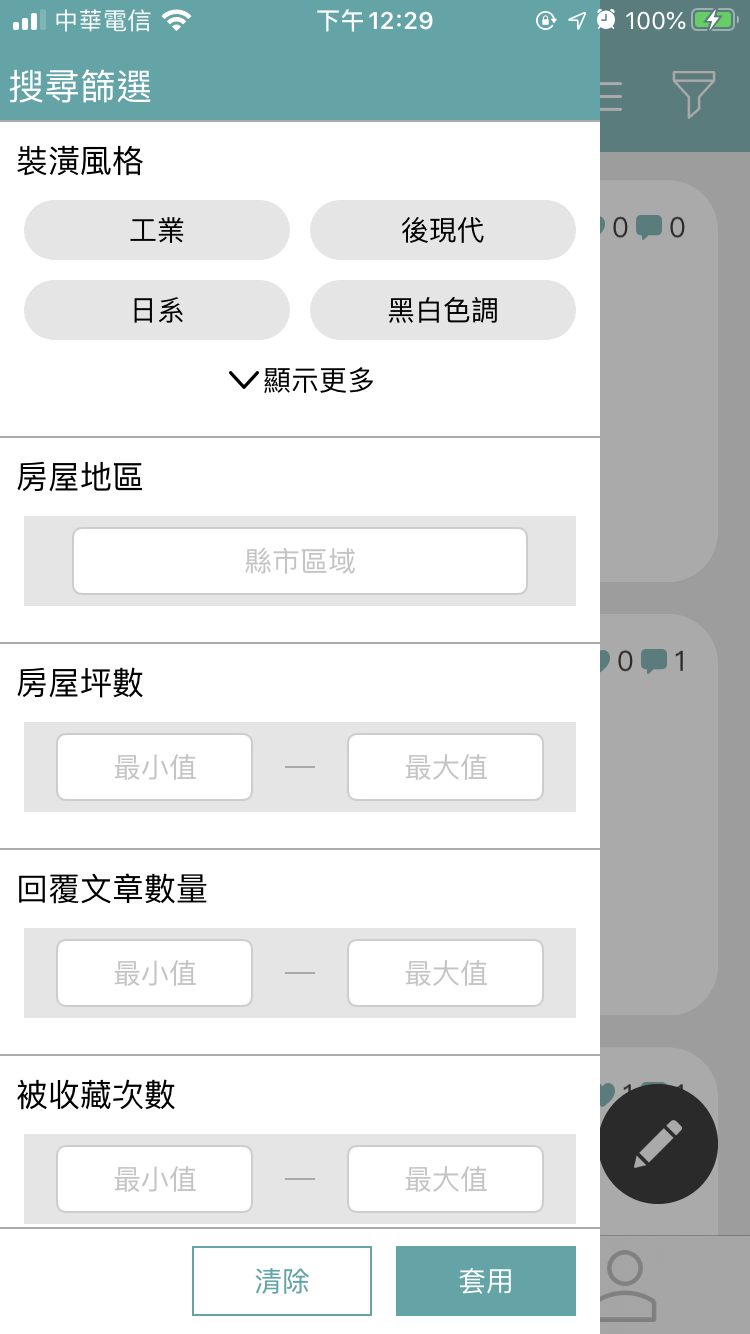 中華電信 下午12:29 100%
搜尋篩選
裝潢風格
工業 後現代
日系 黑白色調
顯示更多
房屋地區
縣市區域
房屋坪數
最小值 — 最大值
回覆文章數量
最小值 — 最大值
被收藏次數
最小值 — 最大值
清除 套用
0 0
0 1
1 1